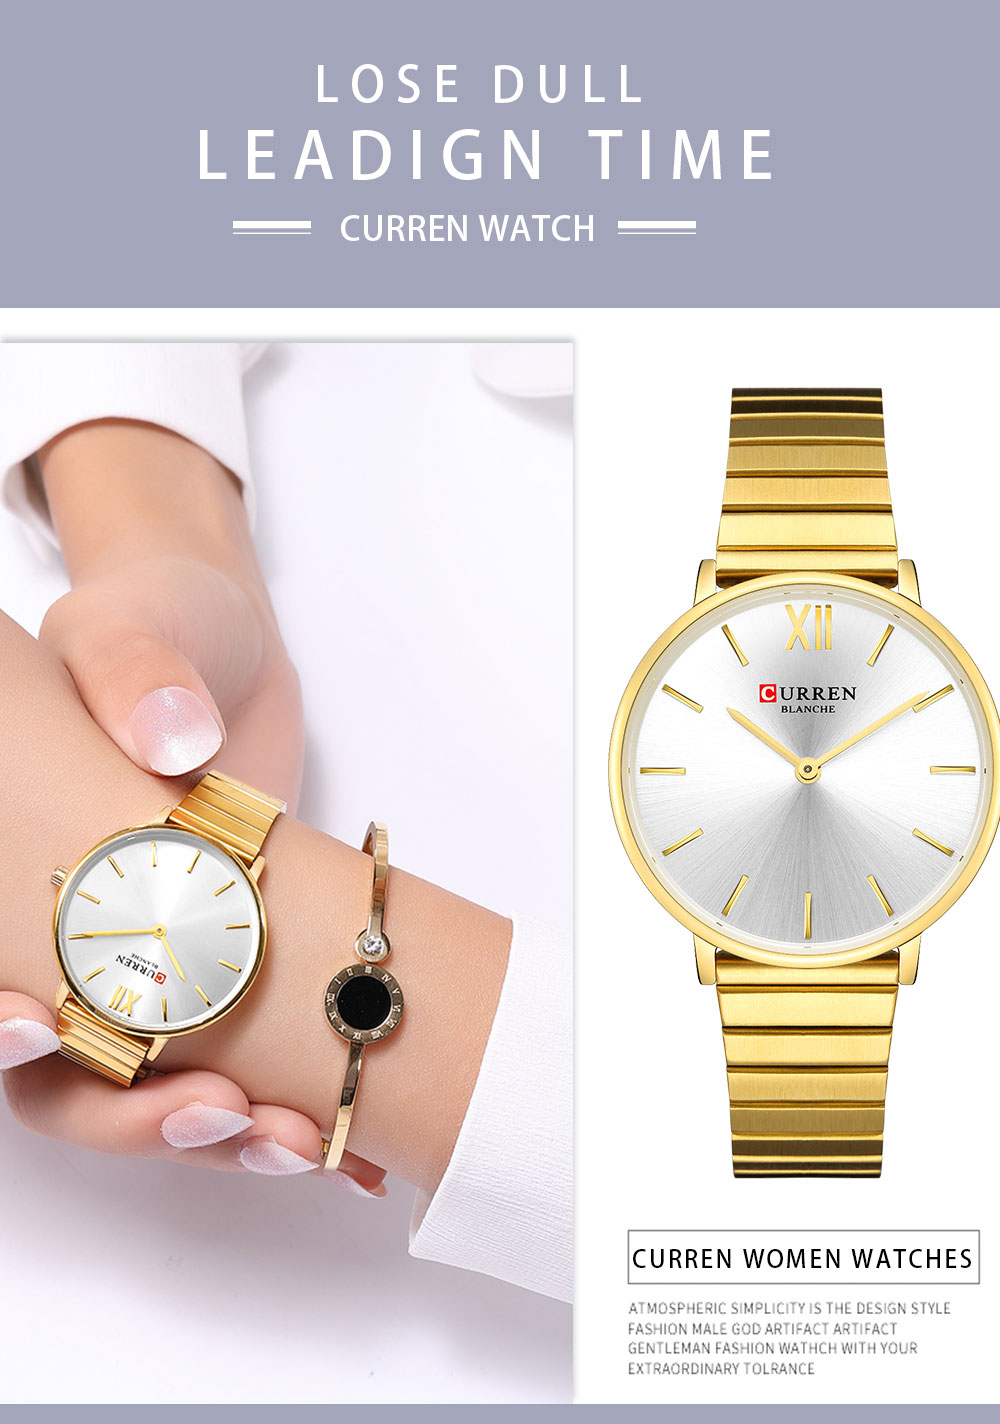 LOSE DULL
LEADIGN TIME
CURREN WATCH
XII
CURREN
BLANCHE
CURREN
BLANCHE
XII
CURREN WOMEN WATCHES
ATMOSPHERIC SIMPLICITY IS THE DESIGN STYLE
FASHION MALE GOD ARTIFACT ARTIFACT
GENTLEMAN FASHION WATHCH WITH YOUR
EXTRAORDINARY TOLRANCE